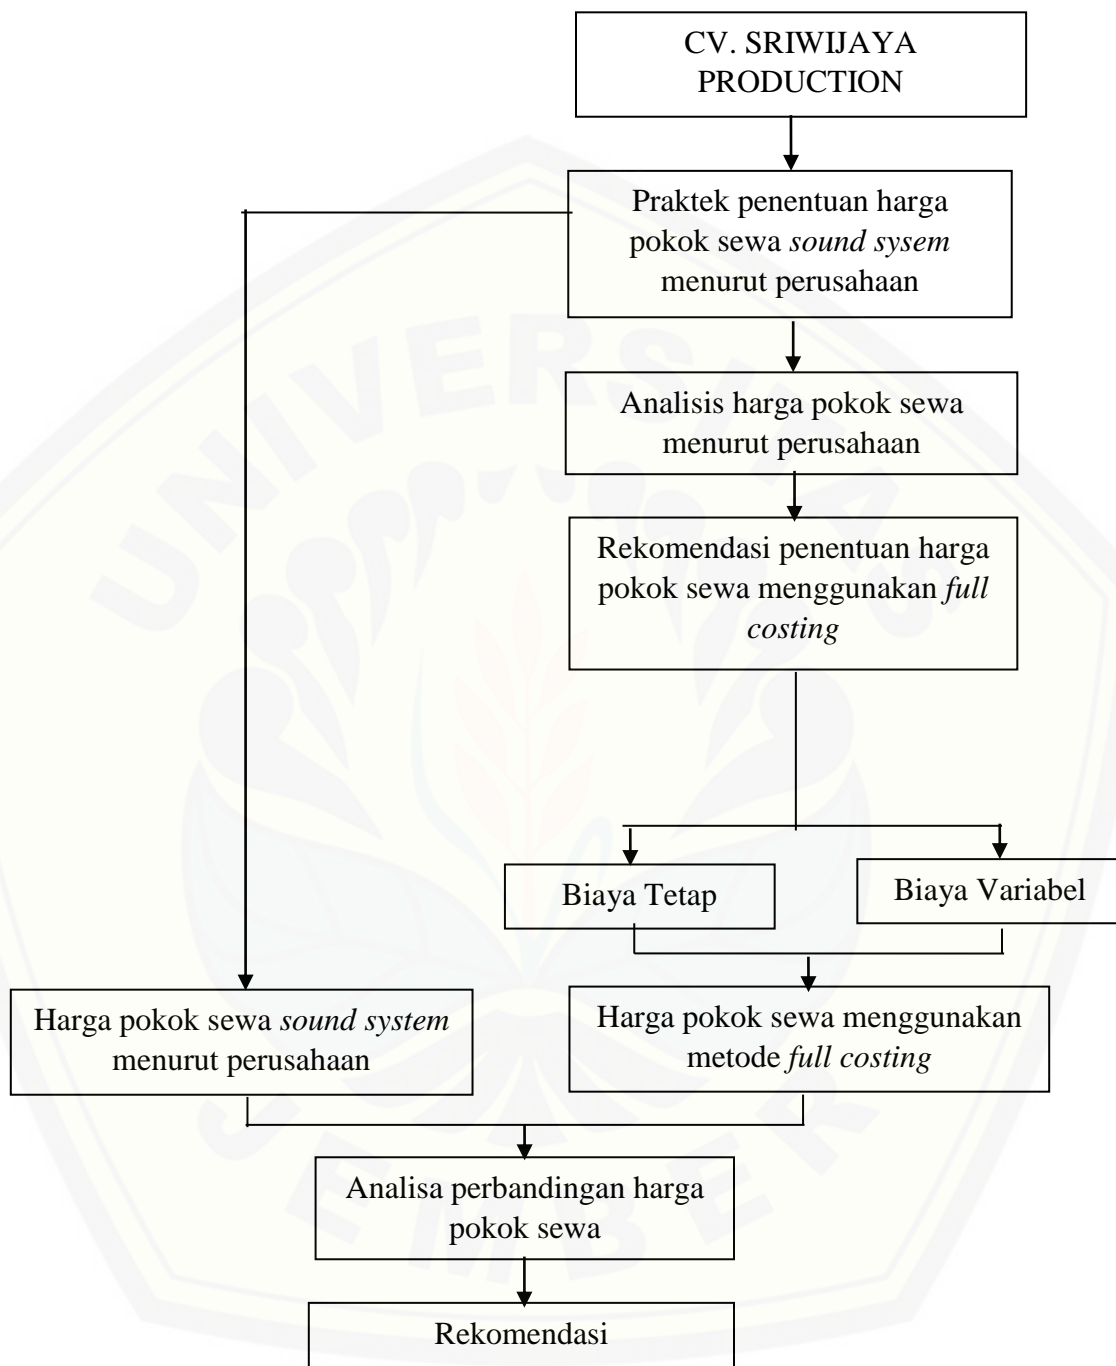 CV. SRIWIJAYA
PRODUCTION
Praktek penentuan harga
pokok sewa sound sysem
menurut perusahaan
Analisis harga pokok sewa
menurut perusahaan
Rekomendasi penentuan harga
pokok sewa menggunakan full
costing
Biaya Tetap
Biaya Variabel
Harga pokok sewa sound system
menurut perusahaan
Harga pokok sewa menggunakan
metode full costing
Analisa perbandingan harga
pokok sewa
Rekomendasi
UNIVERSITAS
JEMBER